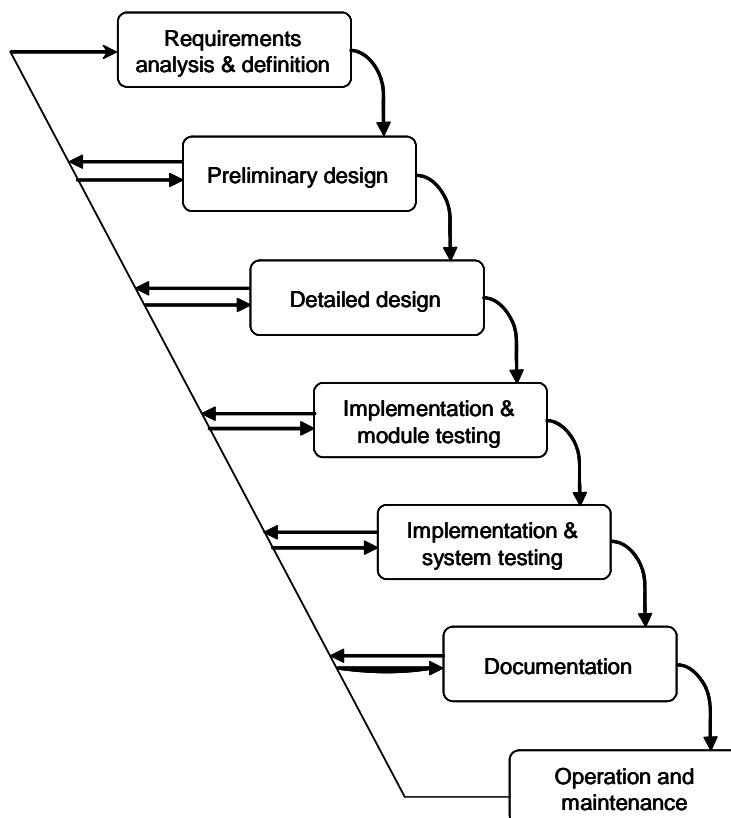 Requirements
analysis & definition
Preliminary design
Detailed design
Implementation &
module testing
Implementation &
system testing
Documentation
Operation and
maintenance